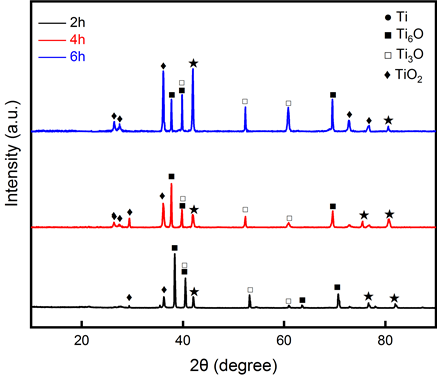 2h
4h
6h
● Ti
■ Ti₆O
□ Ti₃O
♦ TiO₂
Intensity (a.u.)
20 40 60 80
2θ (degree)